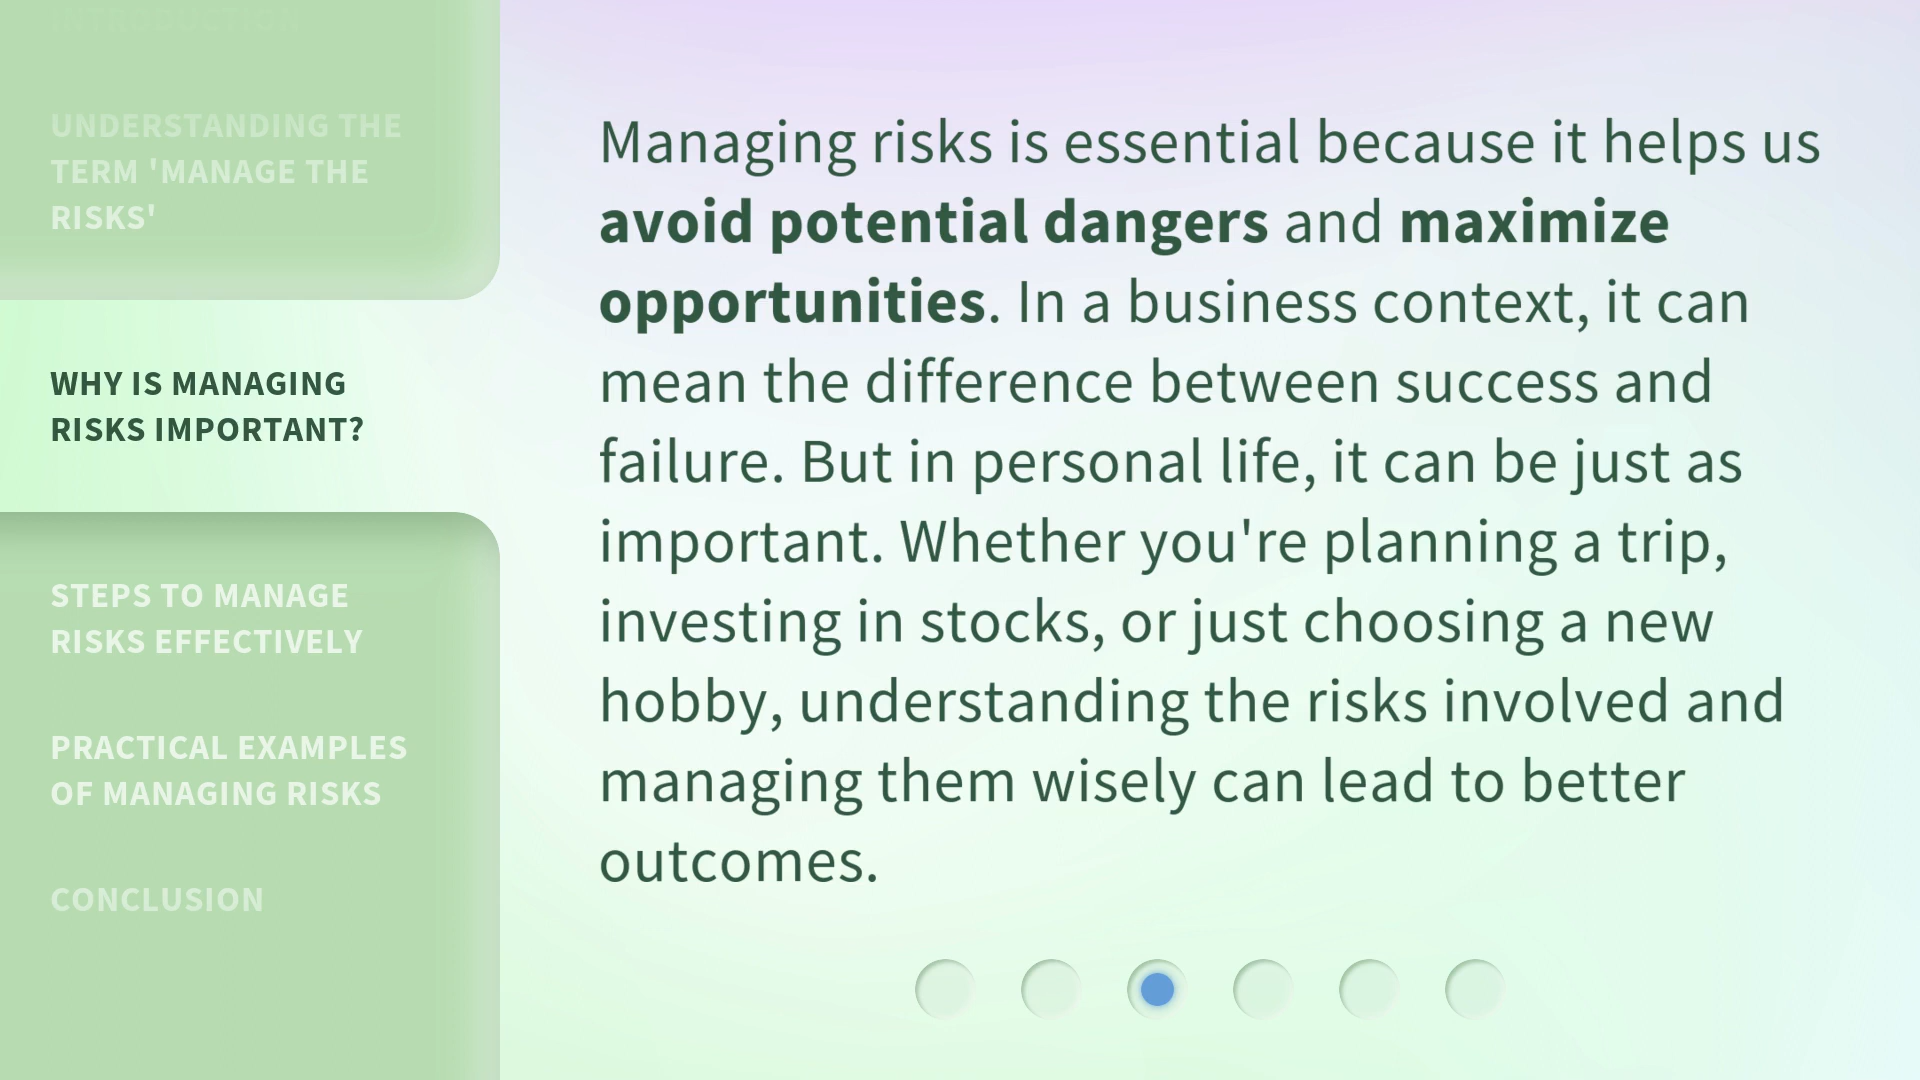 INTRODUCTION
UNDERSTANDING THE
TERM 'MANAGE THE
RISKS'
WHY IS MANAGING
RISKS IMPORTANT?
STEPS TO MANAGE
RISKS EFFECTIVELY
PRACTICAL EXAMPLES
OF MANAGING RISKS
CONCLUSION
Managing risks is essential because it helps us
avoid potential dangers and maximize
opportunities. In a business context, it can
mean the difference between success and
failure. But in personal life, it can be just as
important. Whether you're planning a trip,
investing in stocks, or just choosing a new
hobby, understanding the risks involved and
managing them wisely can lead to better
outcomes.